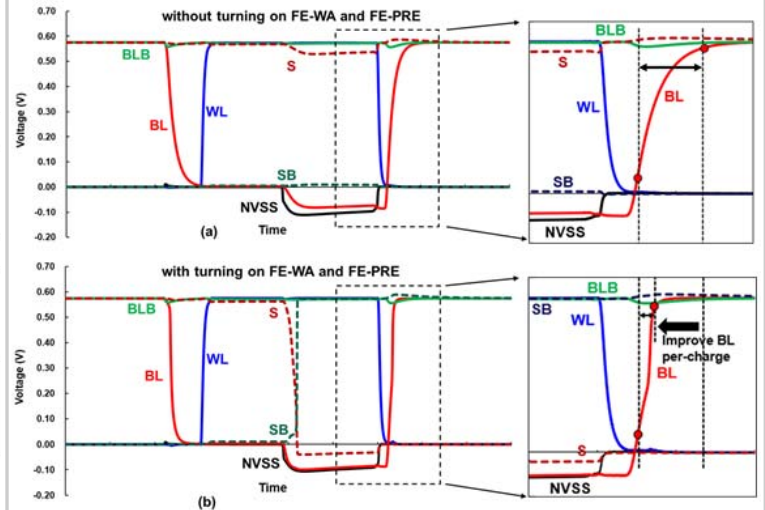 without turning on FE-WA and FE-PRE
0.70
0.60
0.50
0.40
0.30
0.20
0.10
0.00
-0.10
-0.20
Voltage (V)
BLB
S
BL
WL
SB
NVSS
(a)
Time
BLB
S
BL
WL
SB
NVSS
with turning on FE-WA and FE-PRE
0.70
0.60
0.50
0.40
0.30
0.20
0.10
0.00
-0.10
-0.20
Voltage (V)
BLB
S
BL
WL
SB
NVSS
Time
(b)
BLB
SB
WL
Improve BL
per-charge
BL
S
NVSS